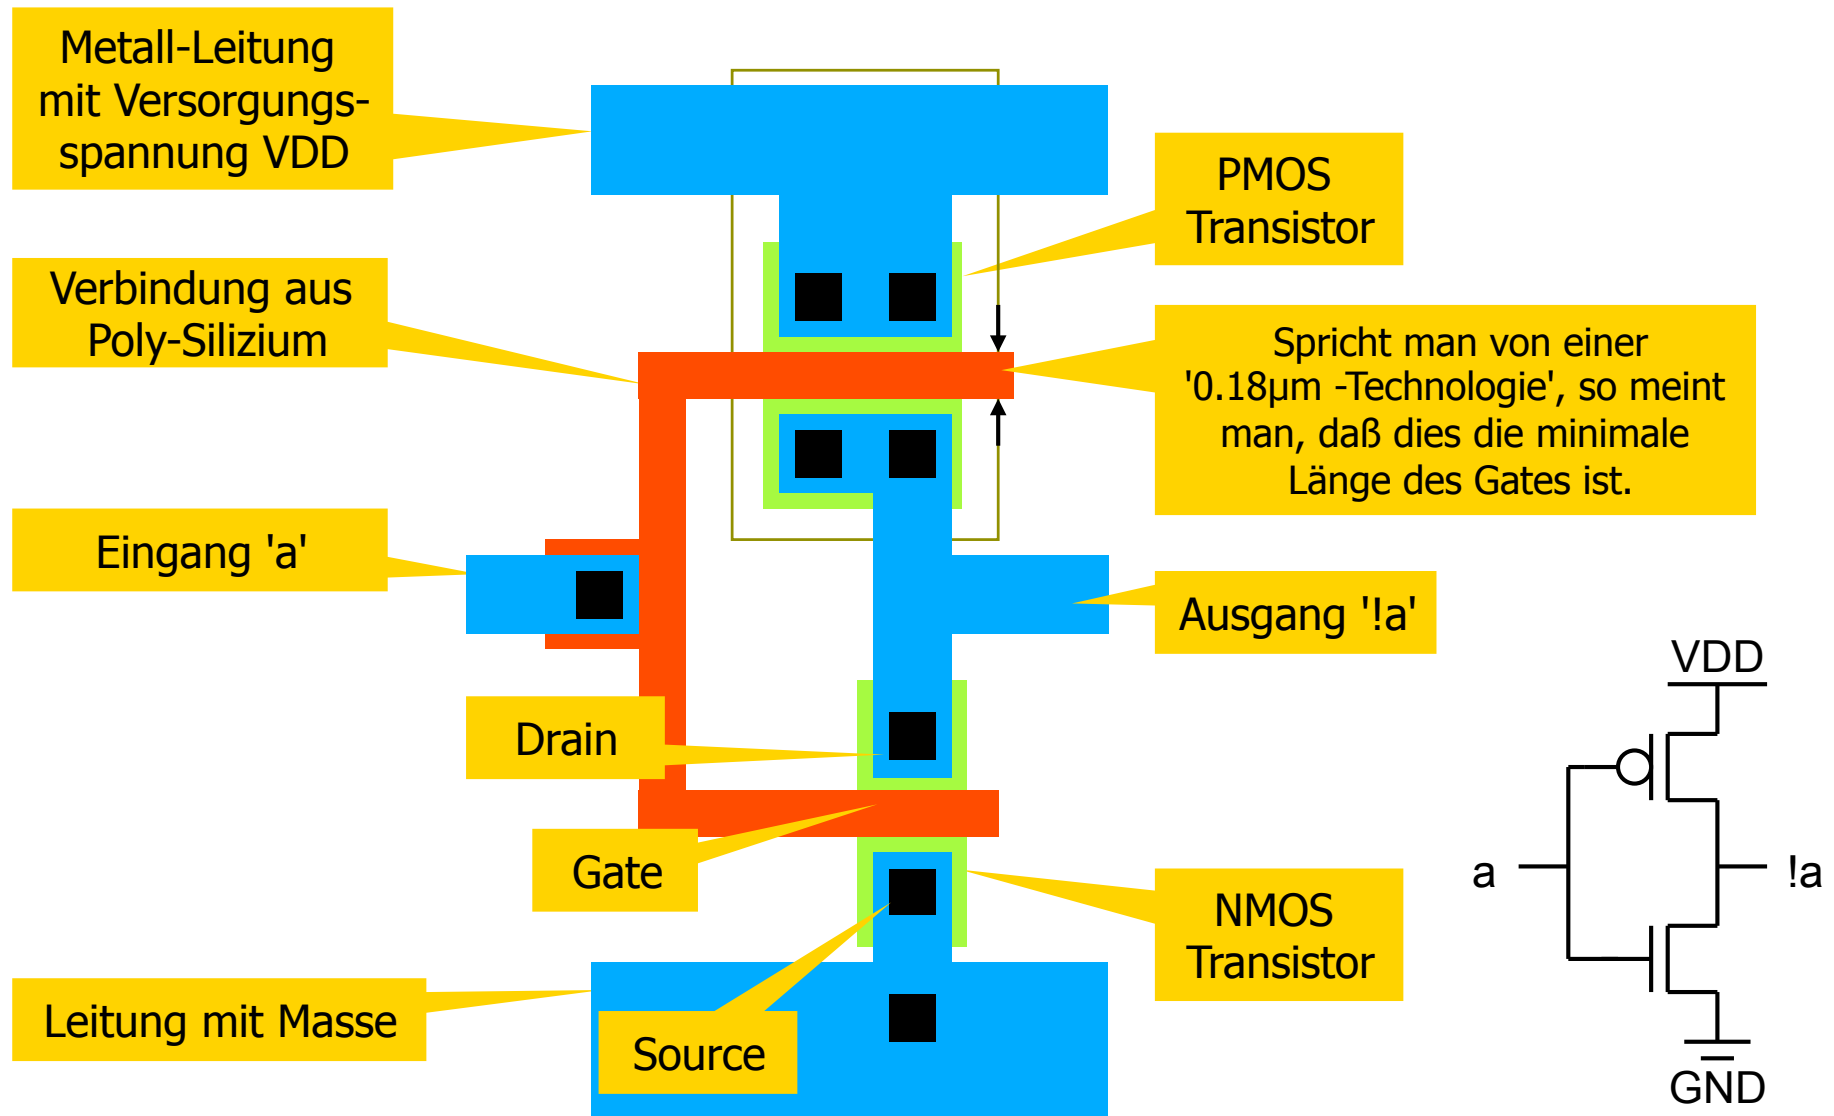 Metall-Leitung
mit Versorgungs-
spannung VDD
PMOS
Transistor
Verbindung aus
Poly-Silizium
Spricht man von einer
'0.18µm -Technologie', so meint
man, daß dies die minimale
Länge des Gates ist.
Eingang 'a'
Ausgang '!a'
Drain
Gate
NMOS
Transistor
Leitung mit Masse
Source
VDD
a
!a
GND